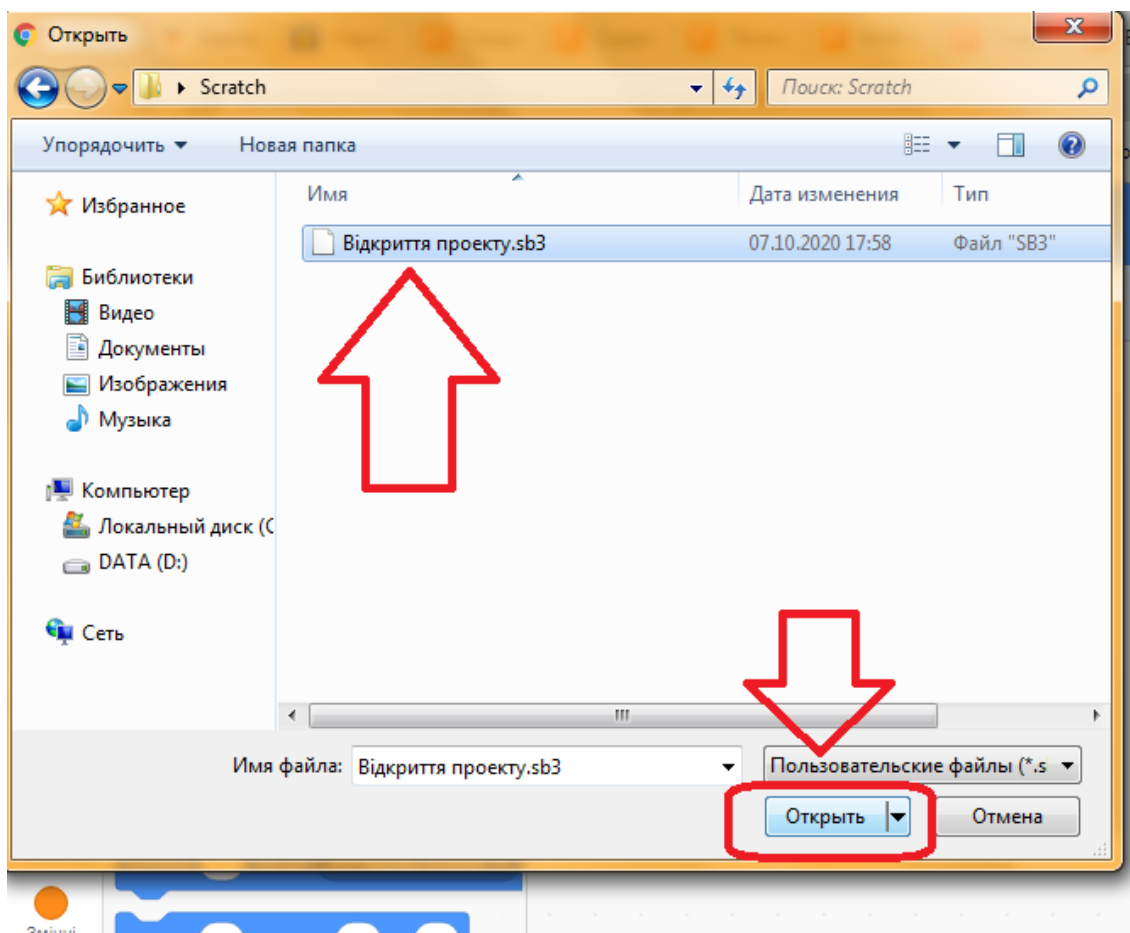 Открыть
Scratch
Поиск: Scratch
Упорядочить
Новая папка
Имя
Дата изменения
Тип
Избранное
Відкриття проекту.sb3
07.10.2020 17:58
Файл "SB3"
Библиотеки
Видео
Документы
Изображения
Музыка
Компьютер
Локальный диск (C
DATA (D:)
Сеть
Имя файла:
Відкриття проекту.sb3
Пользовательские файлы (*.s
Открыть
Отмена